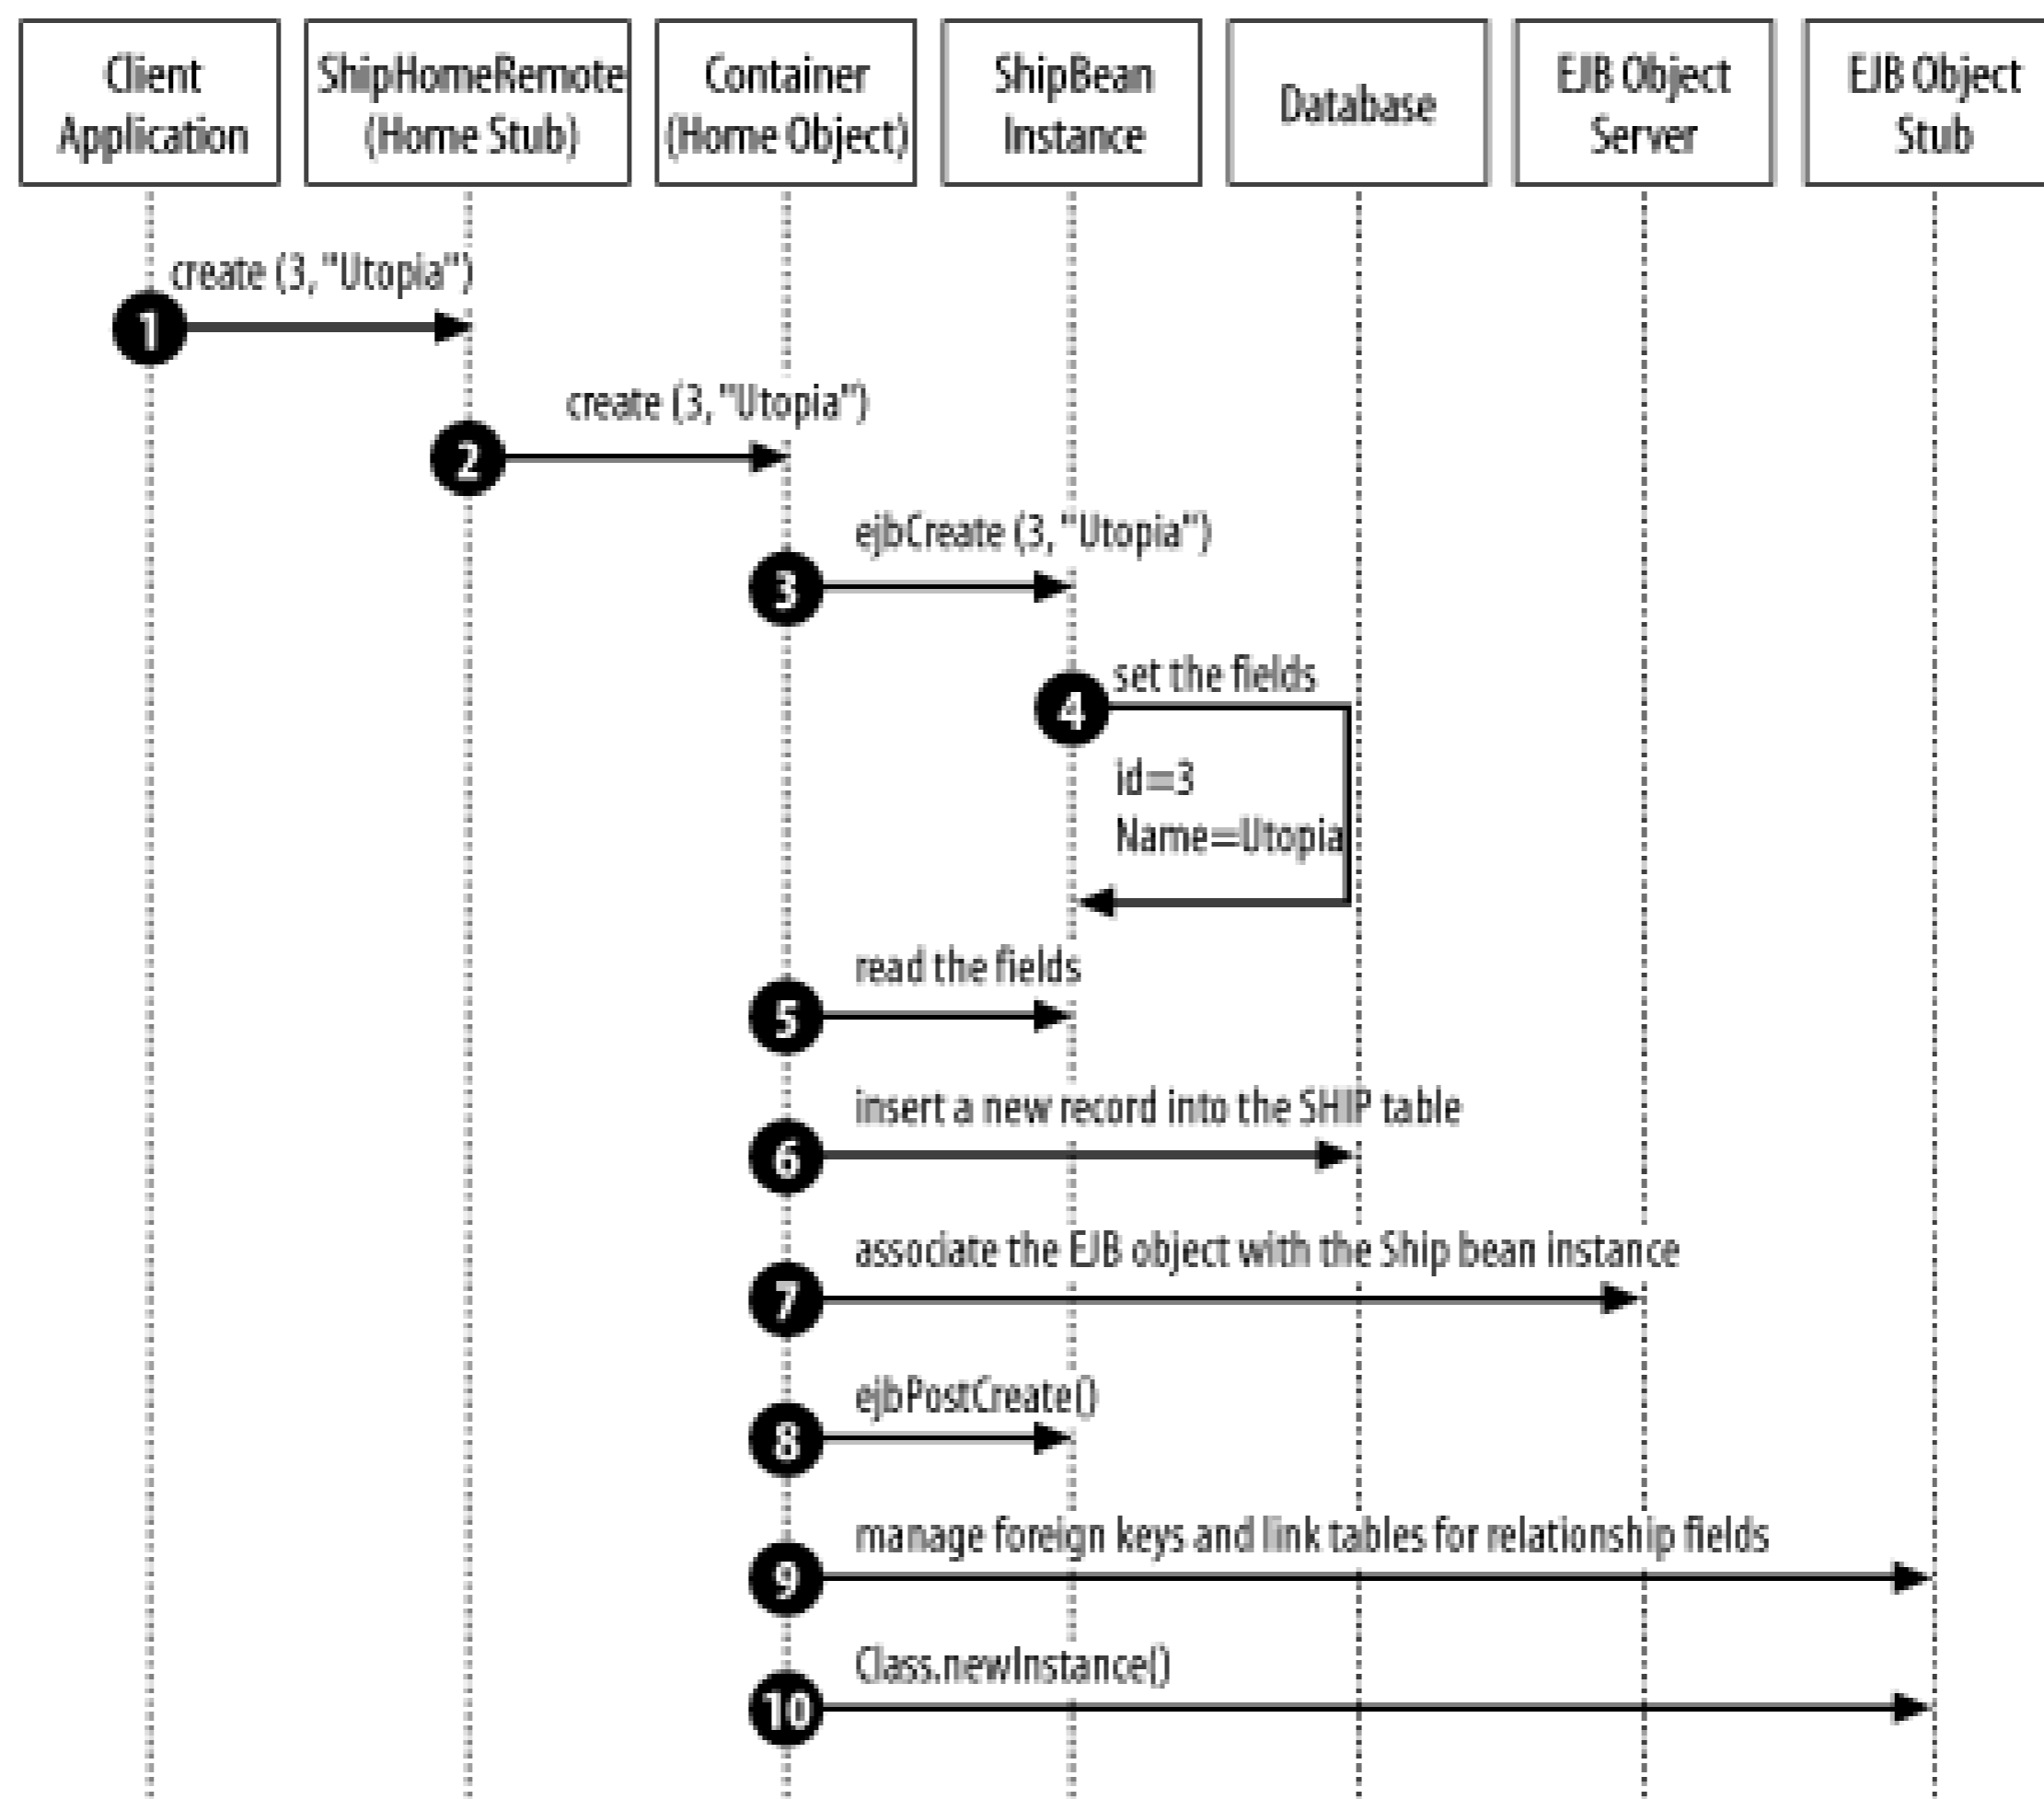 Client
Application
ShipHomeRemote
(Home Stub)
Container
(Home Object)
ShipBean
Instance
Database
EJB Object
Server
EJB Object
Stub
create (3, "Utopia")
1
create (3, "Utopia")
2
ejbCreate (3, "Utopia")
3
set the fields
4
id=3
Name=Utopia
read the fields
5
insert a new record into the SHIP table
6
associate the EJB object with the Ship bean instance
7
ejbPostCreate()
8
manage foreign keys and link tables for relationship fields
9
Class.newInstance()
10